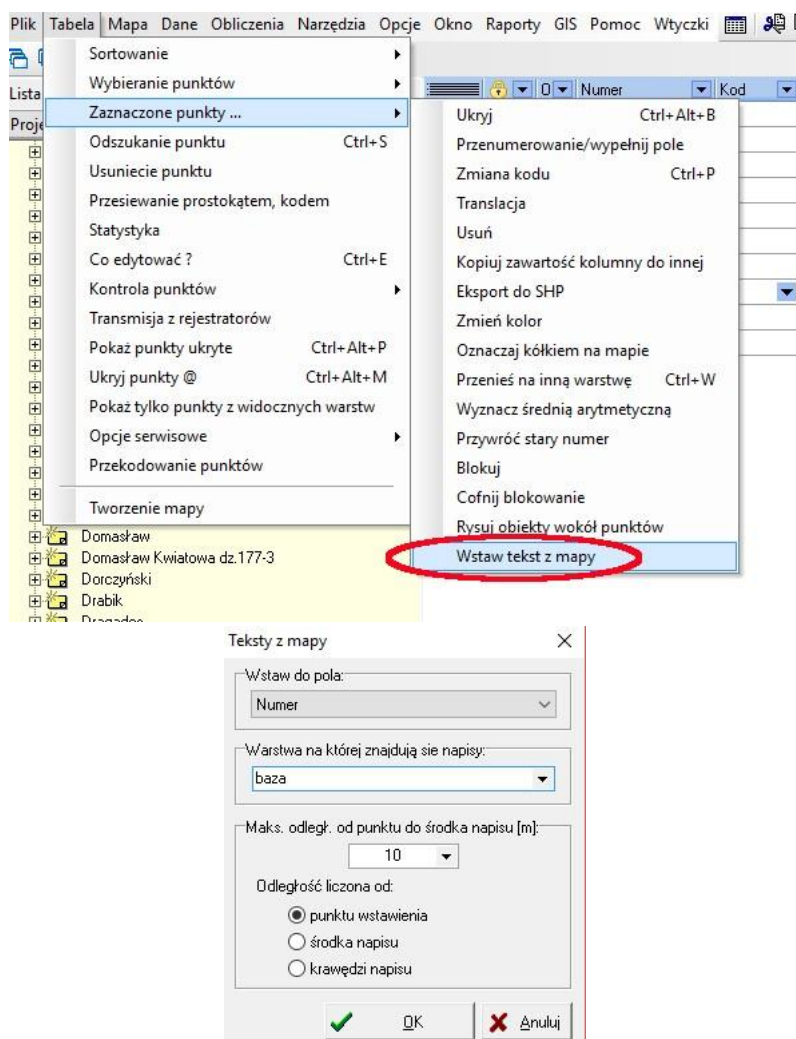 Plik Tabela Mapa Dane Obliczenia Narzędzia Opcje Okno Raporty GIS Pomoc Wtyczki
Lista
Proje
Sortowanie
Wybieranie punktów
Zaznaczone punkty ...
Odszukanie punktu Ctrl+S
Usuniecie punktu
Przesiewanie prostokątem, kodem
Statystyka
Co edytować ? Ctrl+E
Kontrola punktów
Transmisja z rejestratorów
Pokaż punkty ukryte Ctrl+Alt+P
Ukryj punkty @ Ctrl+Alt+M
Pokaż tylko punkty z widocznych warstw
Opcje serwisowe
Przekodowanie punktów
Tworzenie mapy
Domasław
Domasław Kwiatowa dz.177-3
Dorczyński
Drabik
Dragados
O Numer Kod
Ukryj Ctrl+Alt+B
Przenumerowanie/wypełnij pole
Zmiana kodu Ctrl+P
Translacja
Usuń
Kopiuj zawartość kolumny do innej
Eksport do SHP
Zmień kolor
Oznaczaj kółkiem na mapie
Przenieś na inną warstwę Ctrl+W
Wyznacz średnią arytmetyczną
Przywróć stary numer
Blokuj
Cofnij blokowanie
Rysuj obiekty wokół punktów
Wstaw tekst z mapy
Teksty z mapy
Wstaw do pola:
Numer
Warstwa na której znajdują sie napisy:
baza
Maks. odległ. od punktu do środka napisu [m]:
10
Odległość liczona od:
punktu wstawienia
środka napisu
krawędzi napisu
OK Anuluj